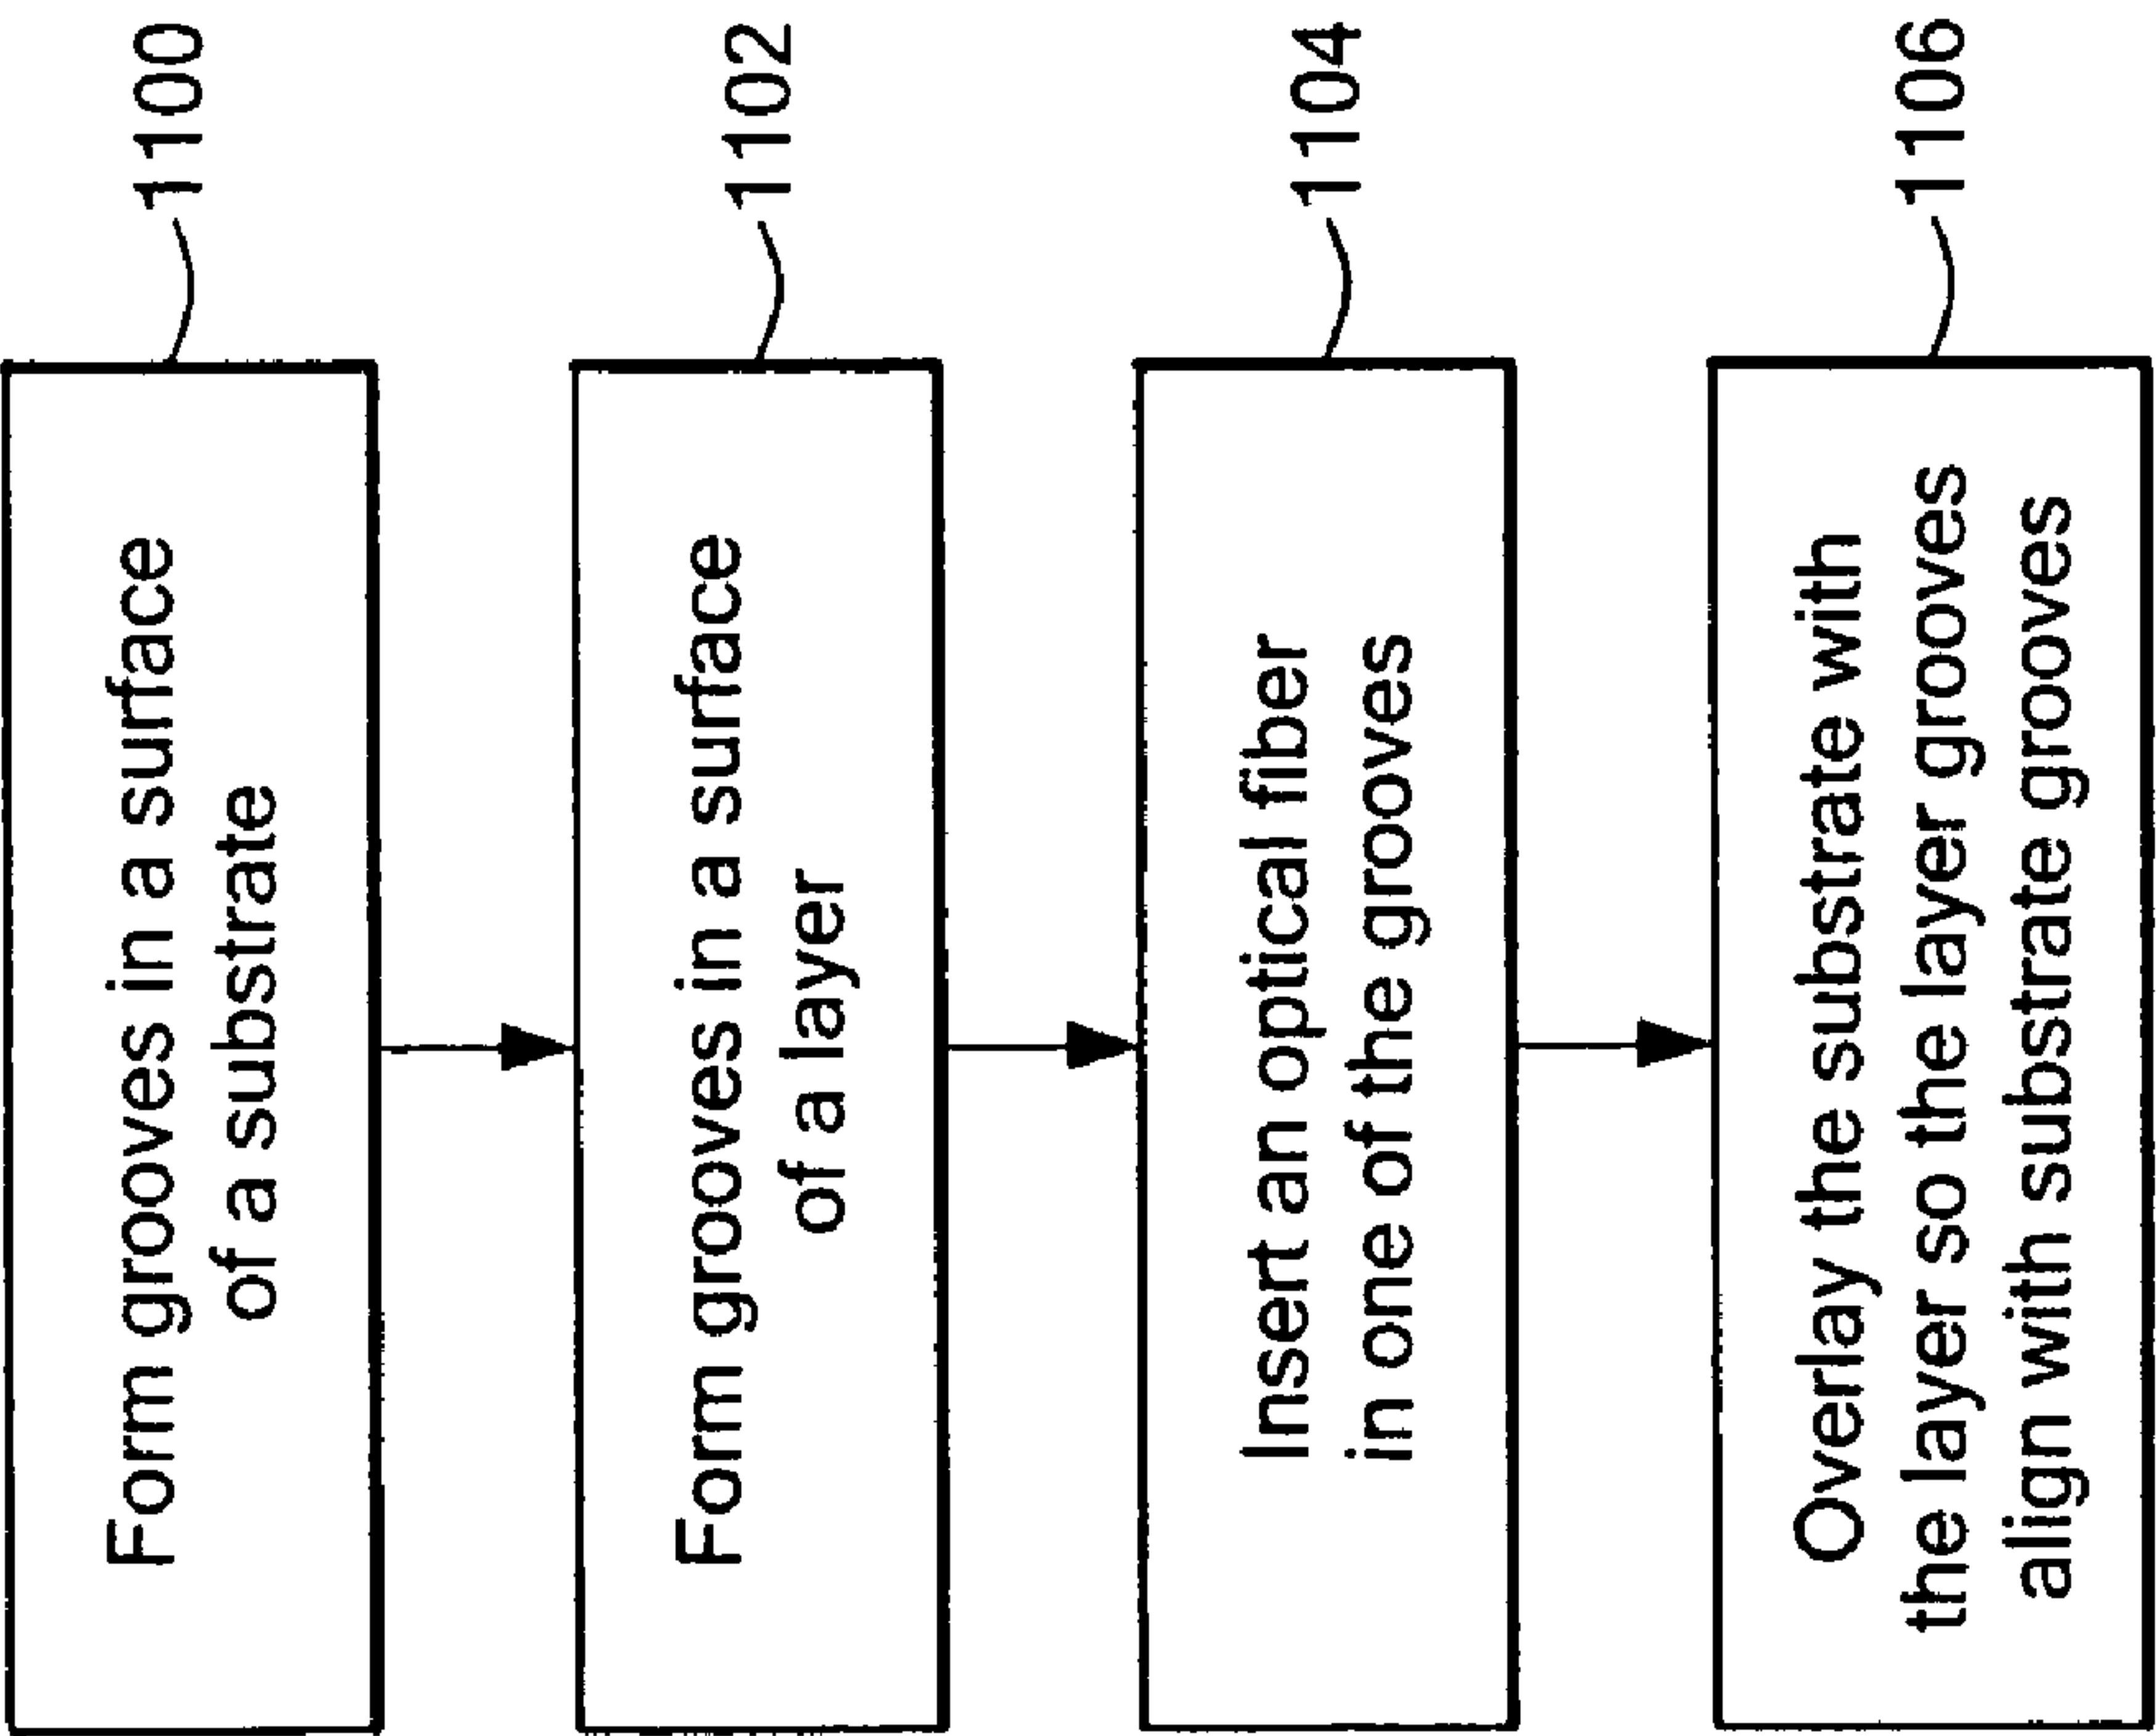 Form grooves in a surface
of a substrate
1100
Form grooves in a surface
of a layer
1102
Insert an optical fiber
in one of the grooves
1104
Overlay the substrate with
the layer so the layer grooves
align with substrate grooves
1106